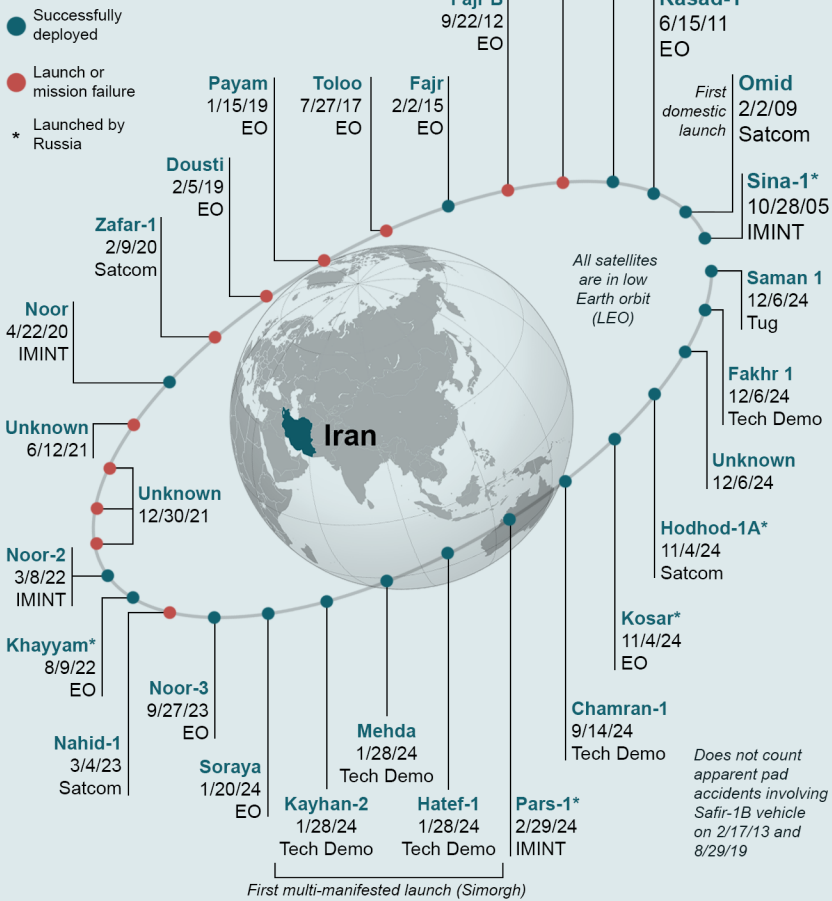 Successfully
deployed
Launch or
mission failure
* Launched by
Russia
9/22/12
EO
6/15/11
EO
Payam
1/15/19
EO
Toloo
7/27/17
EO
Fajr
2/2/15
EO
First
domestic
launch
Omid
2/2/09
Satcom
Dousti
2/5/19
EO
Sina-1*
10/28/05
IMINT
Zafar-1
2/9/20
Satcom
All satellites
are in low
Earth orbit
(LEO)
Saman 1
12/6/24
Tug
Noor
4/22/20
IMINT
Fakhr 1
12/6/24
Tech Demo
Unknown
6/12/21
Iran
Unknown
12/6/24
Unknown
12/30/21
Hodhod-1A*
11/4/24
Satcom
Noor-2
3/8/22
IMINT
Kosar*
11/4/24
EO
Khayyam*
8/9/22
EO
Noor-3
9/27/23
EO
Chamran-1
9/14/24
Tech Demo
Nahid-1
3/4/23
Satcom
Mehda
1/28/24
Tech Demo
Soraya
1/20/24
EO
Kayhan-2
1/28/24
Tech Demo
Hatef-1
1/28/24
Tech Demo
Pars-1*
2/29/24
IMINT
Does not count
apparent pad
accidents involving
Safir-1B vehicle
on 2/17/13 and
8/29/19
First multi-manifested launch (Simorgh)